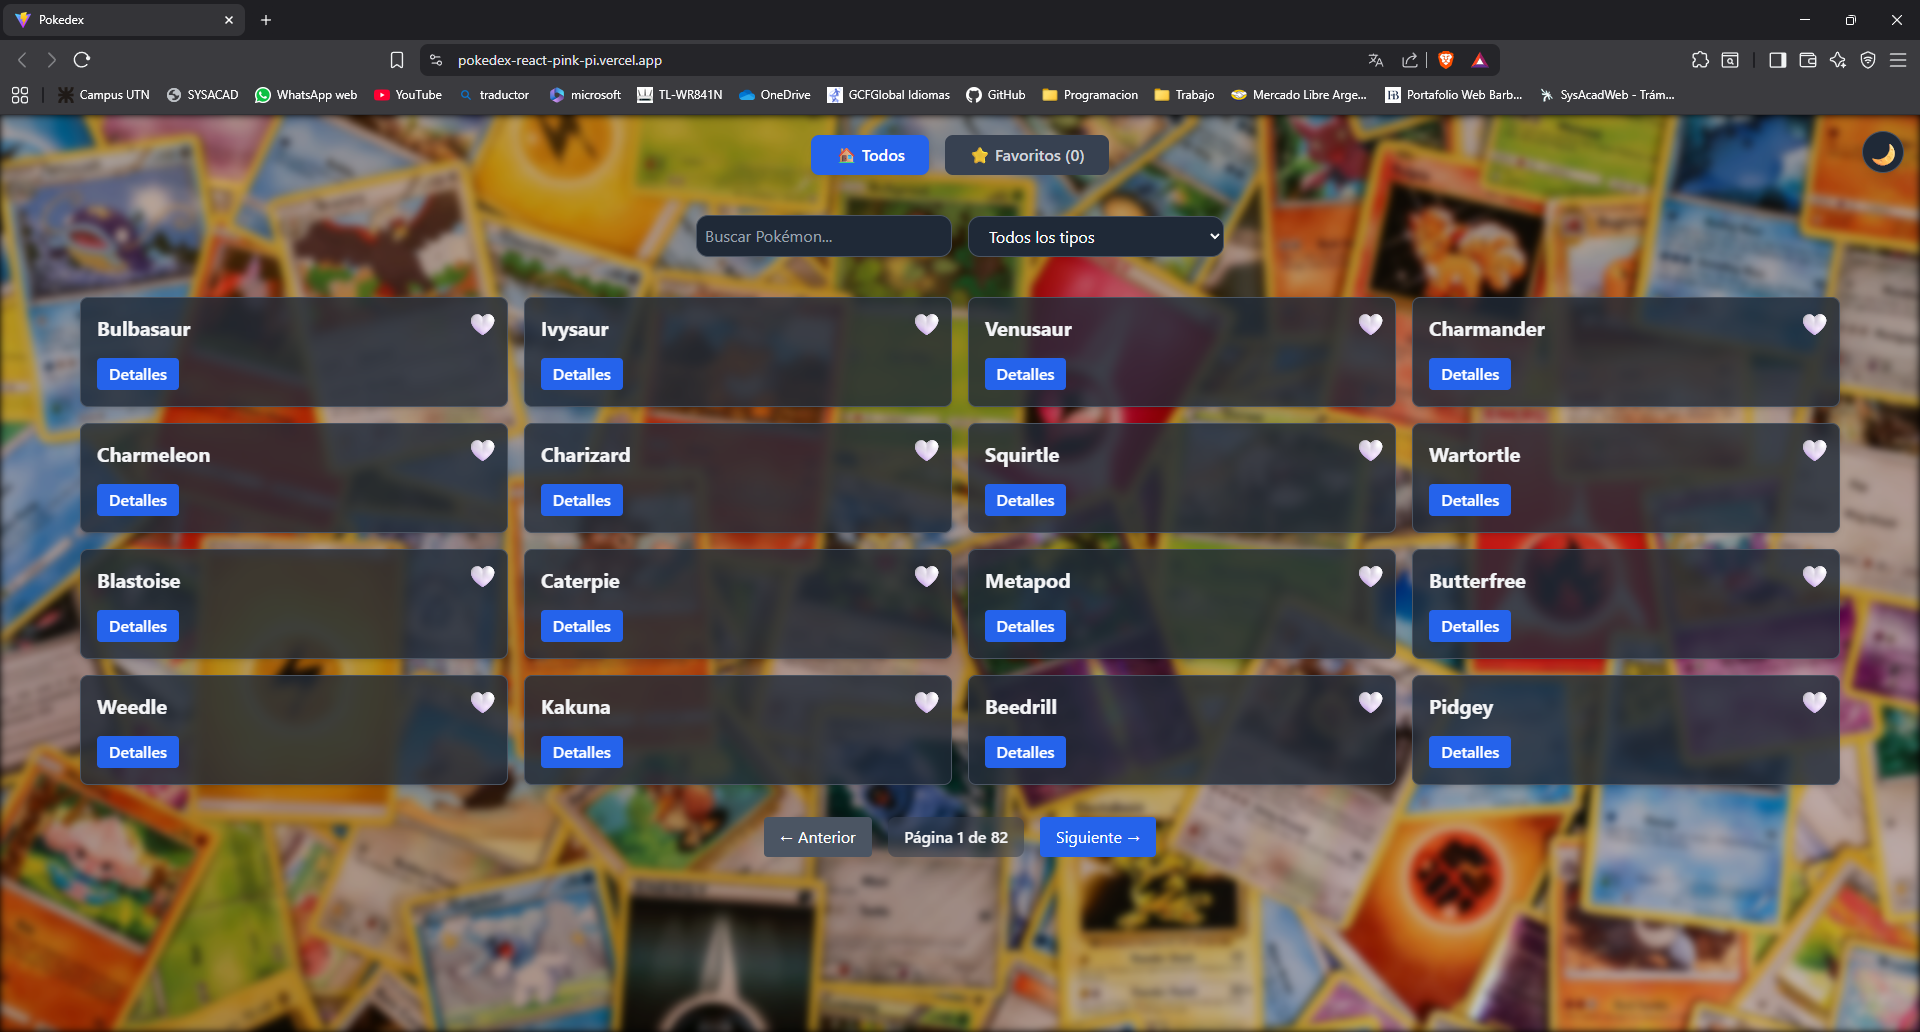 Pokedex
pokedex-react-pink-pi.vercel.app
Campus UTN SYSACAD WhatsApp web YouTube traductor microsoft TL-WR841N OneDrive GCFGlobal Idiomas GitHub Programacion Trabajo Mercado Libre Arge... Portafolio Web Barb... SysAcadWeb - Trám...
Todos Favoritos (0)
Buscar Pokémon... Todos los tipos
Bulbasaur Ivysaur Venusaur Charmander
Detalles Detalles Detalles Detalles
Charmeleon Charizard Squirtle Wartortle
Detalles Detalles Detalles Detalles
Blastoise Caterpie Metapod Butterfree
Detalles Detalles Detalles Detalles
Weedle Kakuna Beedrill Pidgey
Detalles Detalles Detalles Detalles
← Anterior Página 1 de 82 Siguiente →